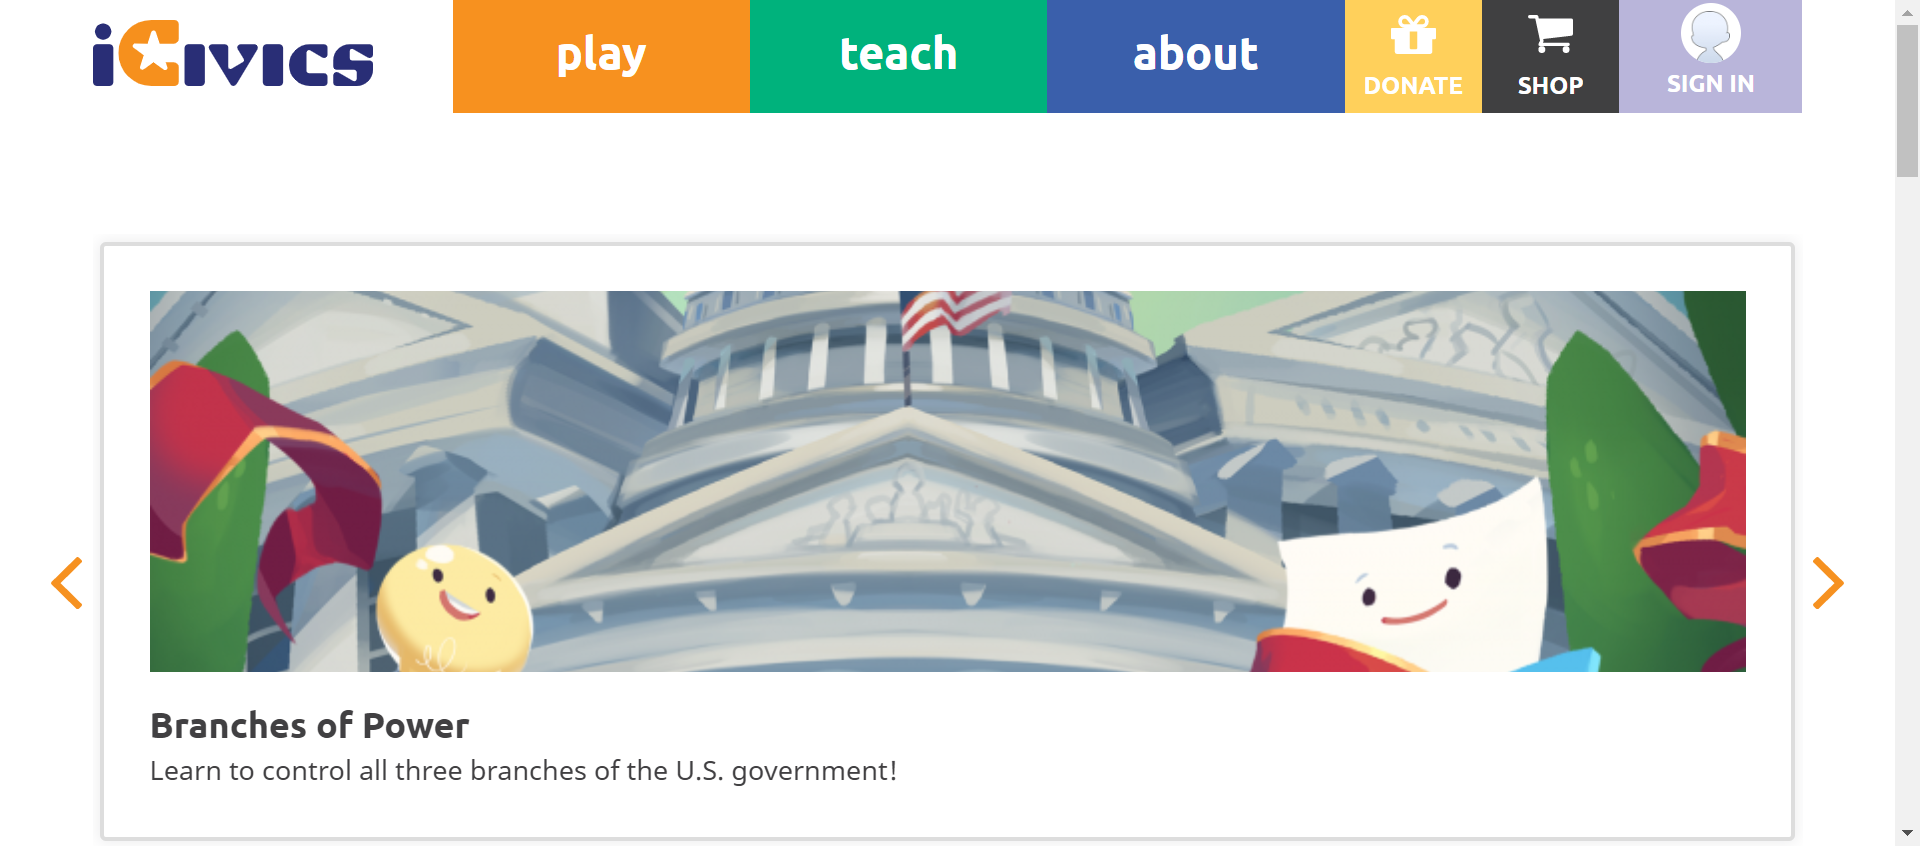 iCivics
play
teach
about
DONATE
SHOP
SIGN IN
Branches of Power
Learn to control all three branches of the U.S. government!